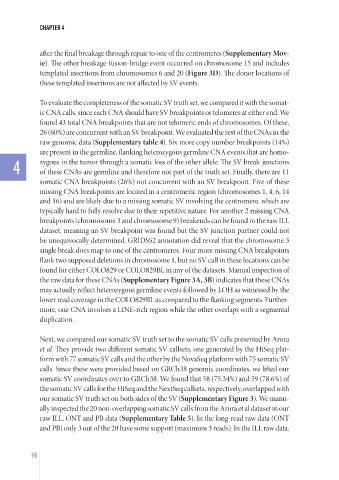 CHAPTER 4
after the final breakage through repair to one of the centromeres (Supplementary Mov-
ie). The other breakage-fusion-bridge event occurred on chromosome 15 and includes
templated insertions from chromosomes 6 and 20 (Figure 3D). The donor locations of
these templated insertions are not affected by SV events.
To evaluate the completeness of the somatic SV truth set, we compared it with the somat-
ic CNA calls, since each CNA should have SV breakpoints or telomeres at either end. We
found 43 total CNA breakpoints that are not telomeric ends of chromosomes. Of these,
26 (60%) are concurrent with an SV breakpoint. We evaluated the rest of the CNAs in the
raw genomic data (Supplementary table 4). Six more copy number breakpoints (14%)
are present in the germline, flanking heterozygous germline CNA events that are homo-
zygous in the tumor through a somatic loss of the other allele. The SV break-junctions
of these CNAs are germline and therefore not part of the truth set. Finally, there are 11
somatic CNA breakpoints (26%) not concurrent with an SV breakpoint. Five of these
missing CNA breakpoints are located in a centromeric region (chromosomes 1, 4, 6, 14
and 16) and are likely due to a missing somatic SV involving the centromere, which are
typically hard to fully resolve due to their repetitive nature. For another 2 missing CNA
breakpoints (chromosome 3 and chromosome 9) breakends can be found in the raw ILL
dataset, meaning an SV breakpoint was found but the SV junction partner could not
be unequivocally determined. GRIDSS2 annotation did reveal that the chromosome 3
single break does map to one of the centromeres. Four more missing CNA breakpoints
flank two supposed deletions in chromosome 1, but no SV call in these locations can be
found for either COLO829 or COLO829BL in any of the datasets. Manual inspection of
the raw data for these CNAs (Supplementary Figure 3A, 3B) indicates that these CNAs
may actually reflect heterozygous germline events followed by LOH as witnessed by the
lower read coverage in the COLO829BL as compared to the flanking segments. Further-
more, one CNA involves a LINE-rich region while the other overlaps with a segmental
duplication.
Next, we compared our somatic SV truth set to the somatic SV calls presented by Arora
et al. They provide two different somatic SV callsets, one generated by the HiSeq plat-
form with 77 somatic SV calls and the other by the NovaSeq platform with 75 somatic SV
calls. Since these were provided based on GRCh38 genomic coordinates, we lifted our
somatic SV coordinates over to GRCh38. We found that 58 (75.34%) and 59 (78.6%) of
the somatic SV calls for the HiSeq and the NextSeq callsets, respectively, overlapped with
our somatic SV truth set on both sides of the SV (Supplementary Figure 3). We manu-
ally inspected the 20 non-overlapping somatic SV calls from the Arora et al dataset in our
raw ILL, ONT and PB data (Supplementary Table 5). In the long-read raw data (ONT
and PB) only 3 out of the 20 have some support (maximum 3 reads). In the ILL raw data,
4
98